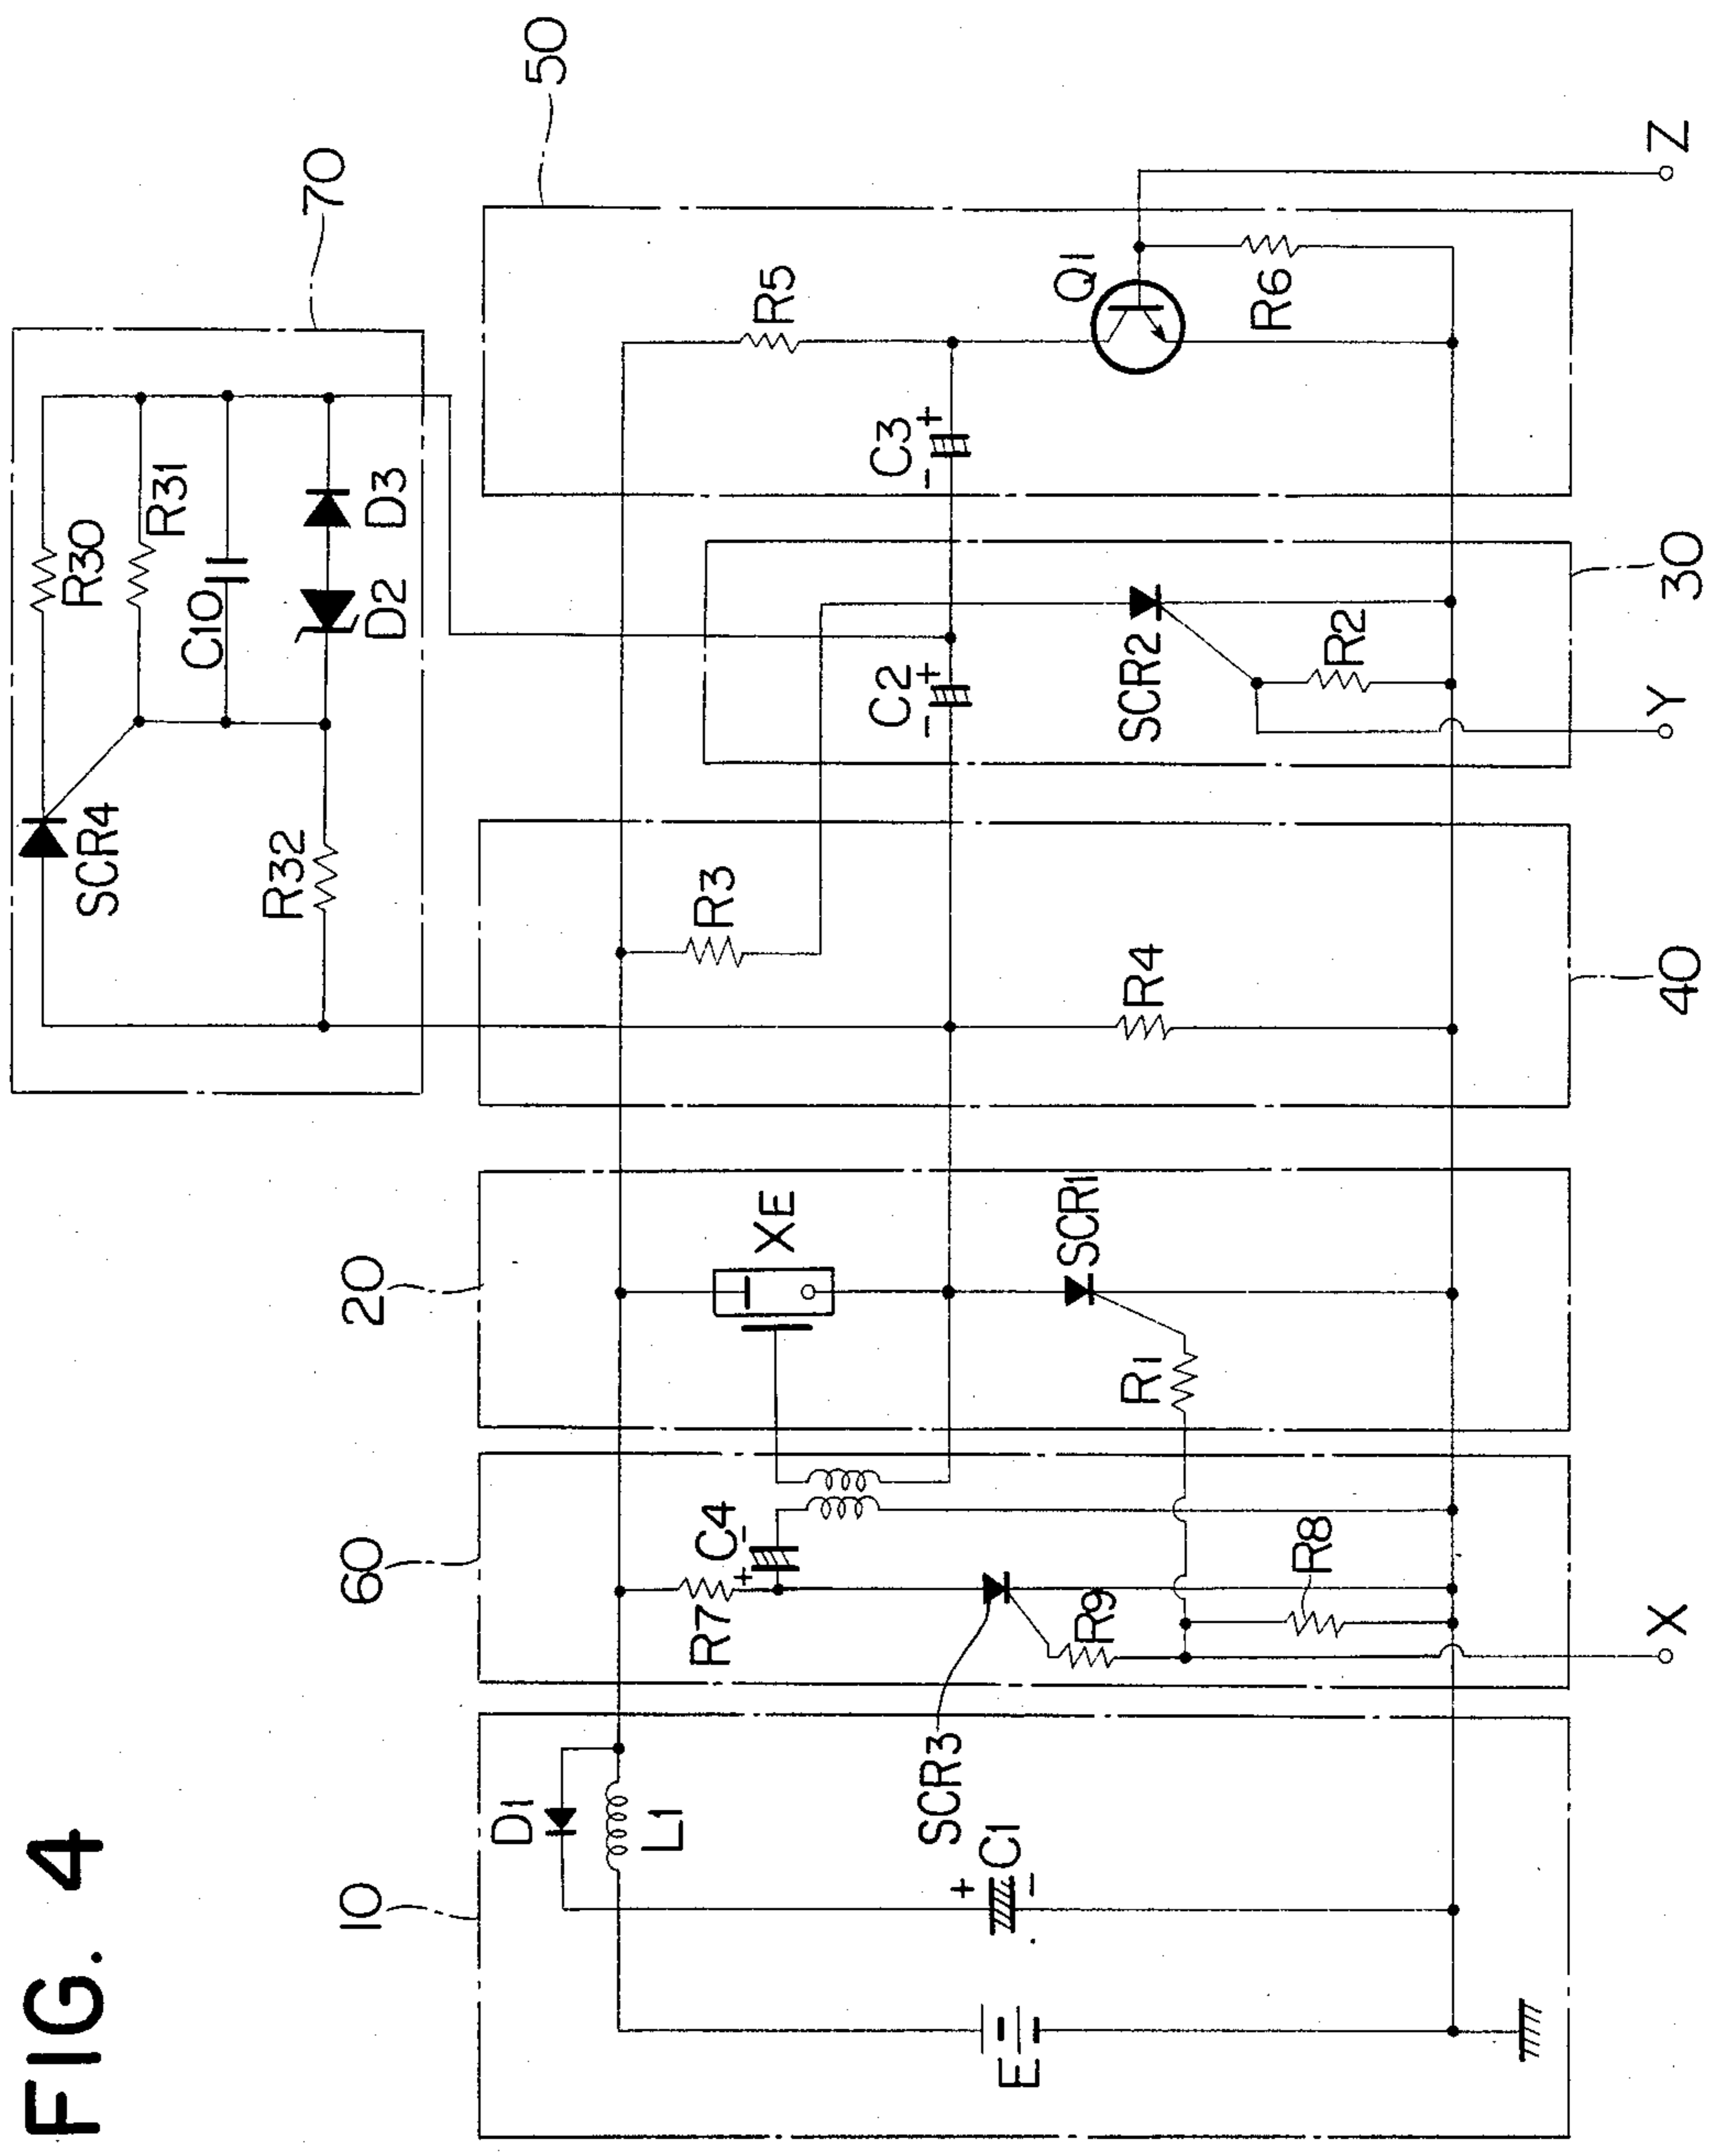 FIG. 4
50
70
Z
R5
Q1
R6
C3
+
-
R30
R31
C10
D3
D2
SCR4
R32
30
C2
+
-
SCR2
R2
Y
R3
R4
40
20
XE
SCR1
R1
60
C4
-
+
R7
R8
R9
SCR3
X
10
D1
L1
C1
+
-
E